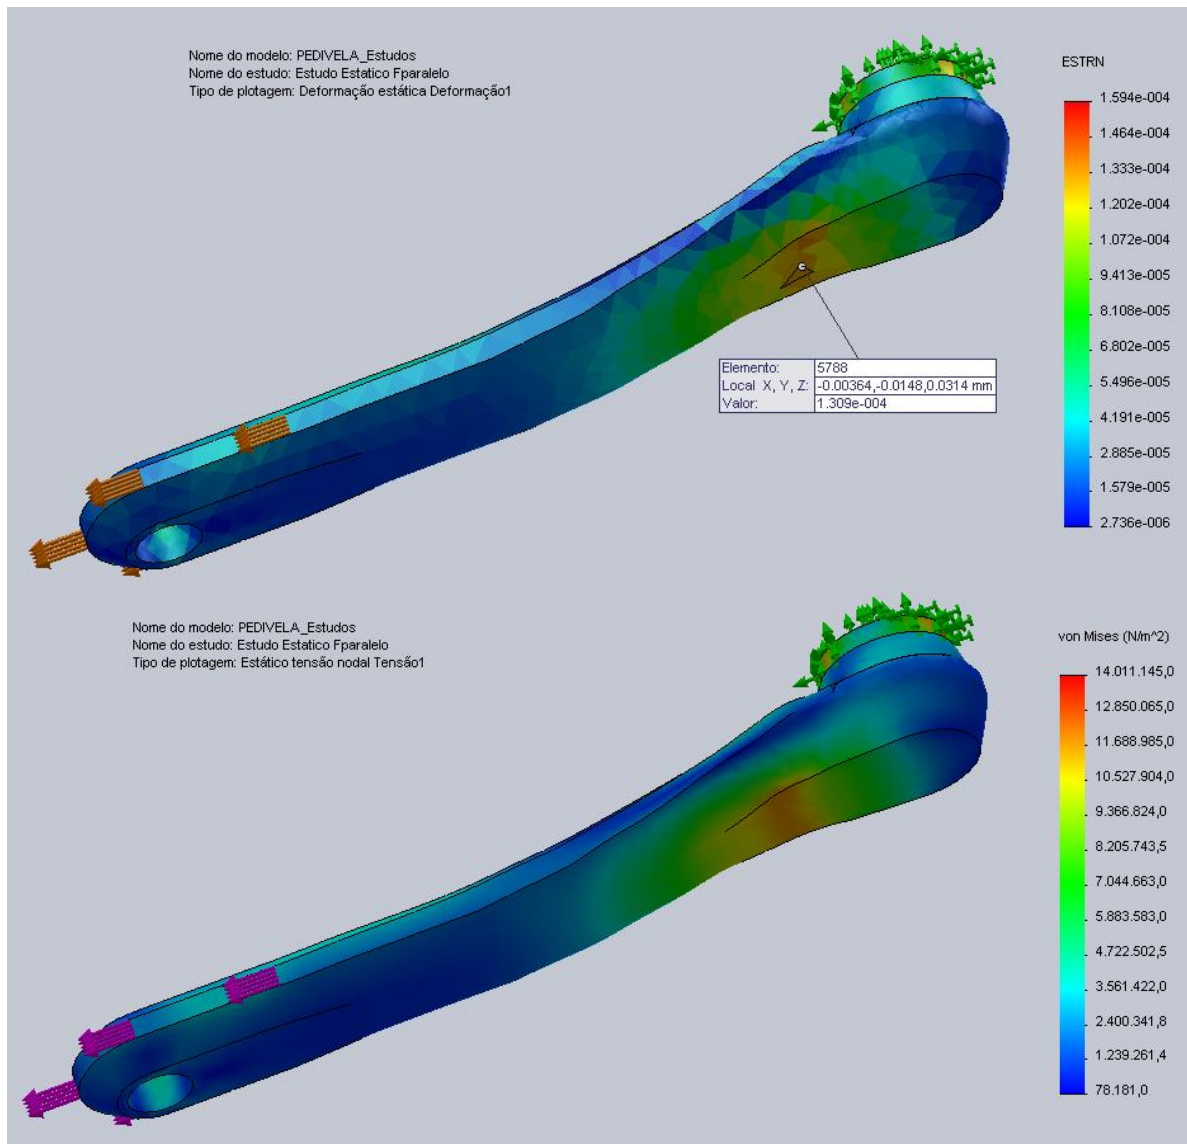 Nome do modelo: PEDIVELA_Estudos
Nome do estudo: Estudo Estatico Fparalelo
Tipo de plotagem: Deformação estática Deformação1
ESTRN
1.594e-004
1.464e-004
1.333e-004
1.202e-004
1.072e-004
9.413e-005
8.108e-005
6.802e-005
5.496e-005
4.191e-005
2.885e-005
1.579e-005
2.736e-006
Elemento: 5788
Local X, Y, Z: -0.00364,-0.0148,0.0314 mm
Valor: 1.309e-004
Nome do modelo: PEDIVELA_Estudos
Nome do estudo: Estudo Estatico Fparalelo
Tipo de plotagem: Estático tensão nodal Tensão1
von Mises (N/m^2)
14.011.145,0
12.850.065,0
11.688.985,0
10.527.904,0
9.366.824,0
8.205.743,5
7.044.663,0
5.883.583,0
4.722.502,5
3.561.422,0
2.400.341,8
1.239.261,4
78.181,0